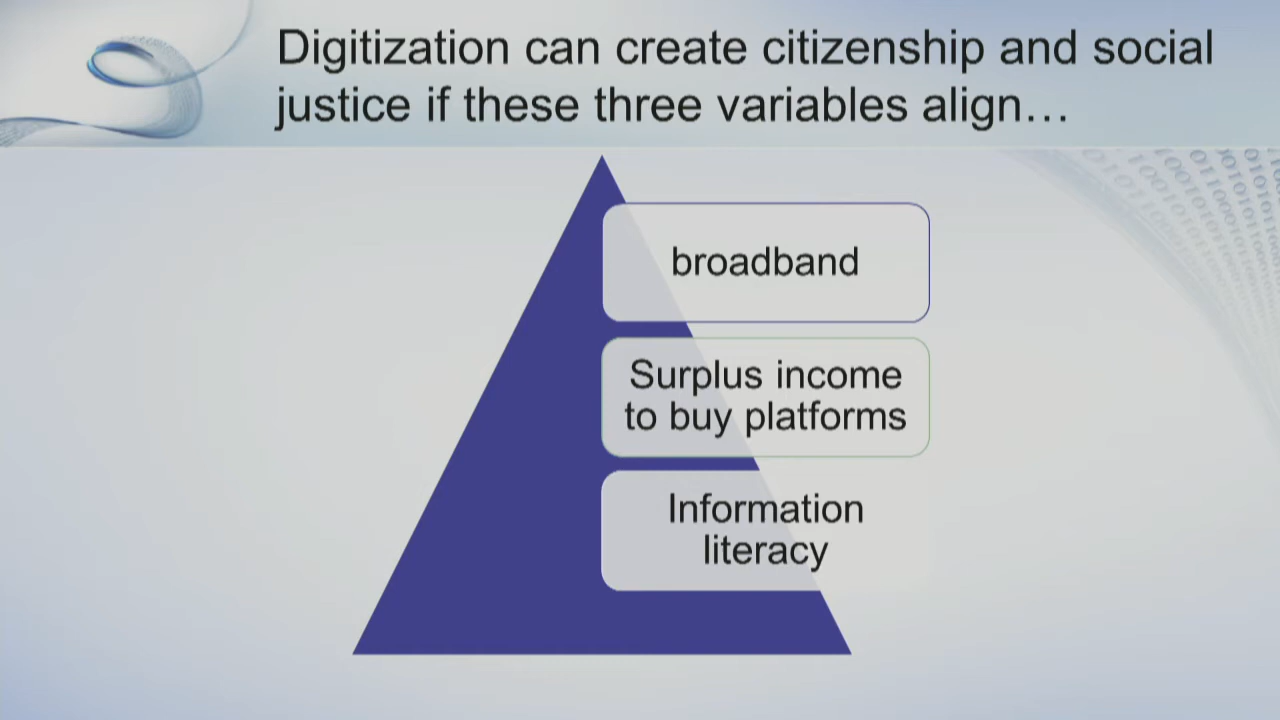 Digitization can create citizenship and social
justice if these three variables align…
broadband
Surplus income
to buy platforms
Information
literacy